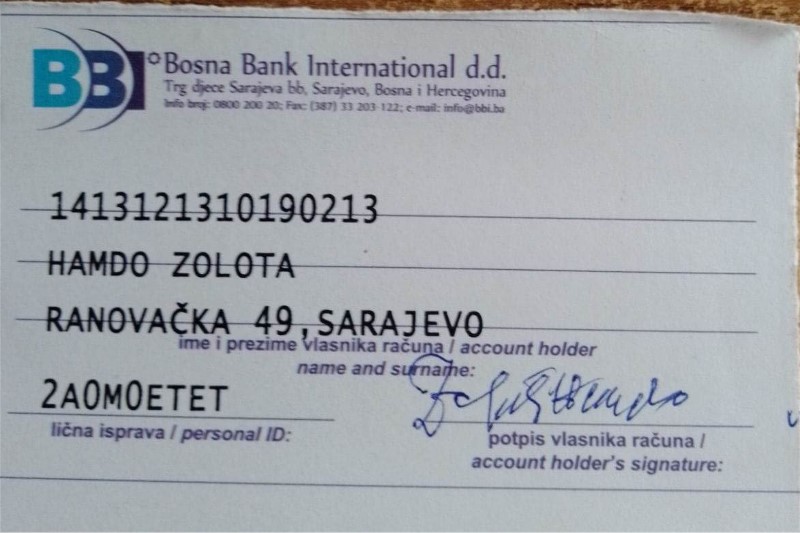 BBI
Bosna Bank International d.d.
Trg djece Sarajeva bb, Sarajevo, Bosna i Hercegovina
Info broj: 0800 200 20; Fax: (387) 33 203-122; e-mail: info@bbi.ba
1413121310190213
HAMDO ZOLOTA
RANOVAČKA 49,SARAJEVO
ime i prezime vlasnika računa / account holder
name and surname:
2A0M0ETET
lična isprava / personal ID:
potpis vlasnika računa /
account holder's signature: